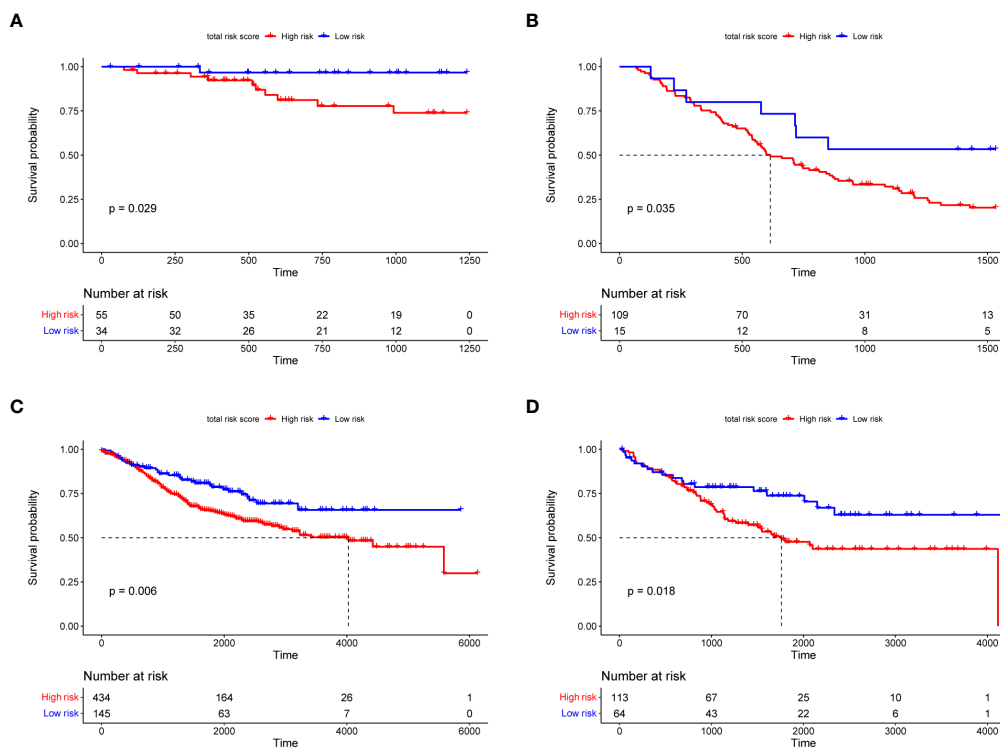 A
total risk score High risk Low risk
Survival probability
1.00
0.75
0.50
0.25
0.00
p = 0.029
0 250 500 750 1000 1250
Time
Number at risk
High risk 55 50 35 22 19 0
Low risk 34 32 26 21 12 0
0 250 500 750 1000 1250
Time
B
total risk score High risk Low risk
Survival probability
1.00
0.75
0.50
0.25
0.00
p = 0.035
0 500 1000 1500
Time
Number at risk
High risk 109 70 31 13
Low risk 15 12 8 5
0 500 1000 1500
Time
C
total risk score High risk Low risk
Survival probability
1.00
0.75
0.50
0.25
0.00
p = 0.006
0 2000 4000 6000
Time
Number at risk
High risk 434 164 26 1
Low risk 145 63 7 0
0 2000 4000 6000
Time
D
total risk score High risk Low risk
Survival probability
1.00
0.75
0.50
0.25
0.00
p = 0.018
0 1000 2000 3000 4000
Time
Number at risk
High risk 113 67 25 10 1
Low risk 64 43 22 6 1
0 1000 2000 3000 4000
Time